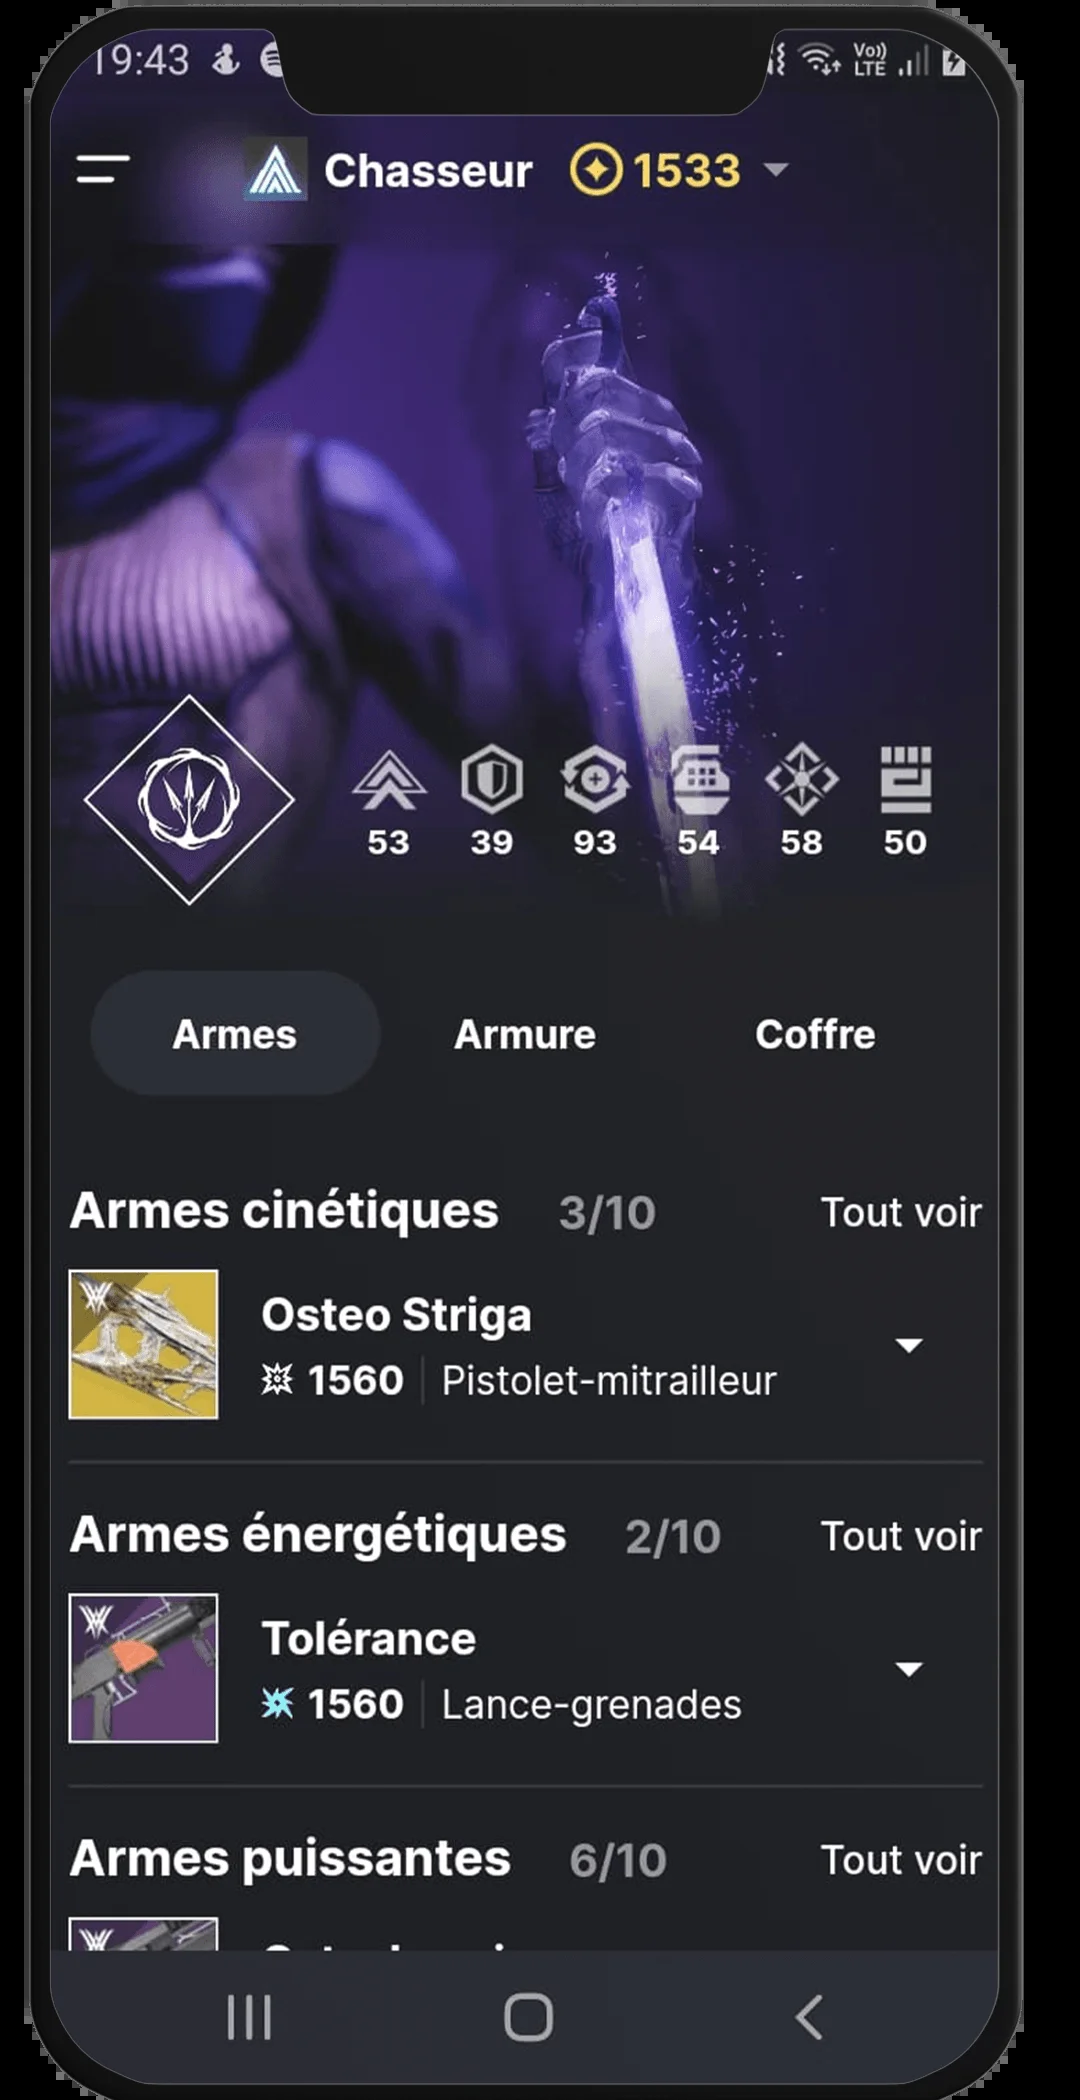 19:43 Vo)) LTE
Chasseur 1533
53 39 93 54 58 50
Armes Armure Coffre
Armes cinétiques 3/10 Tout voir
Osteo Striga
1560 Pistolet-mitrailleur
Armes énergétiques 2/10 Tout voir
Tolérance
1560 Lance-grenades
Armes puissantes 6/10 Tout voir